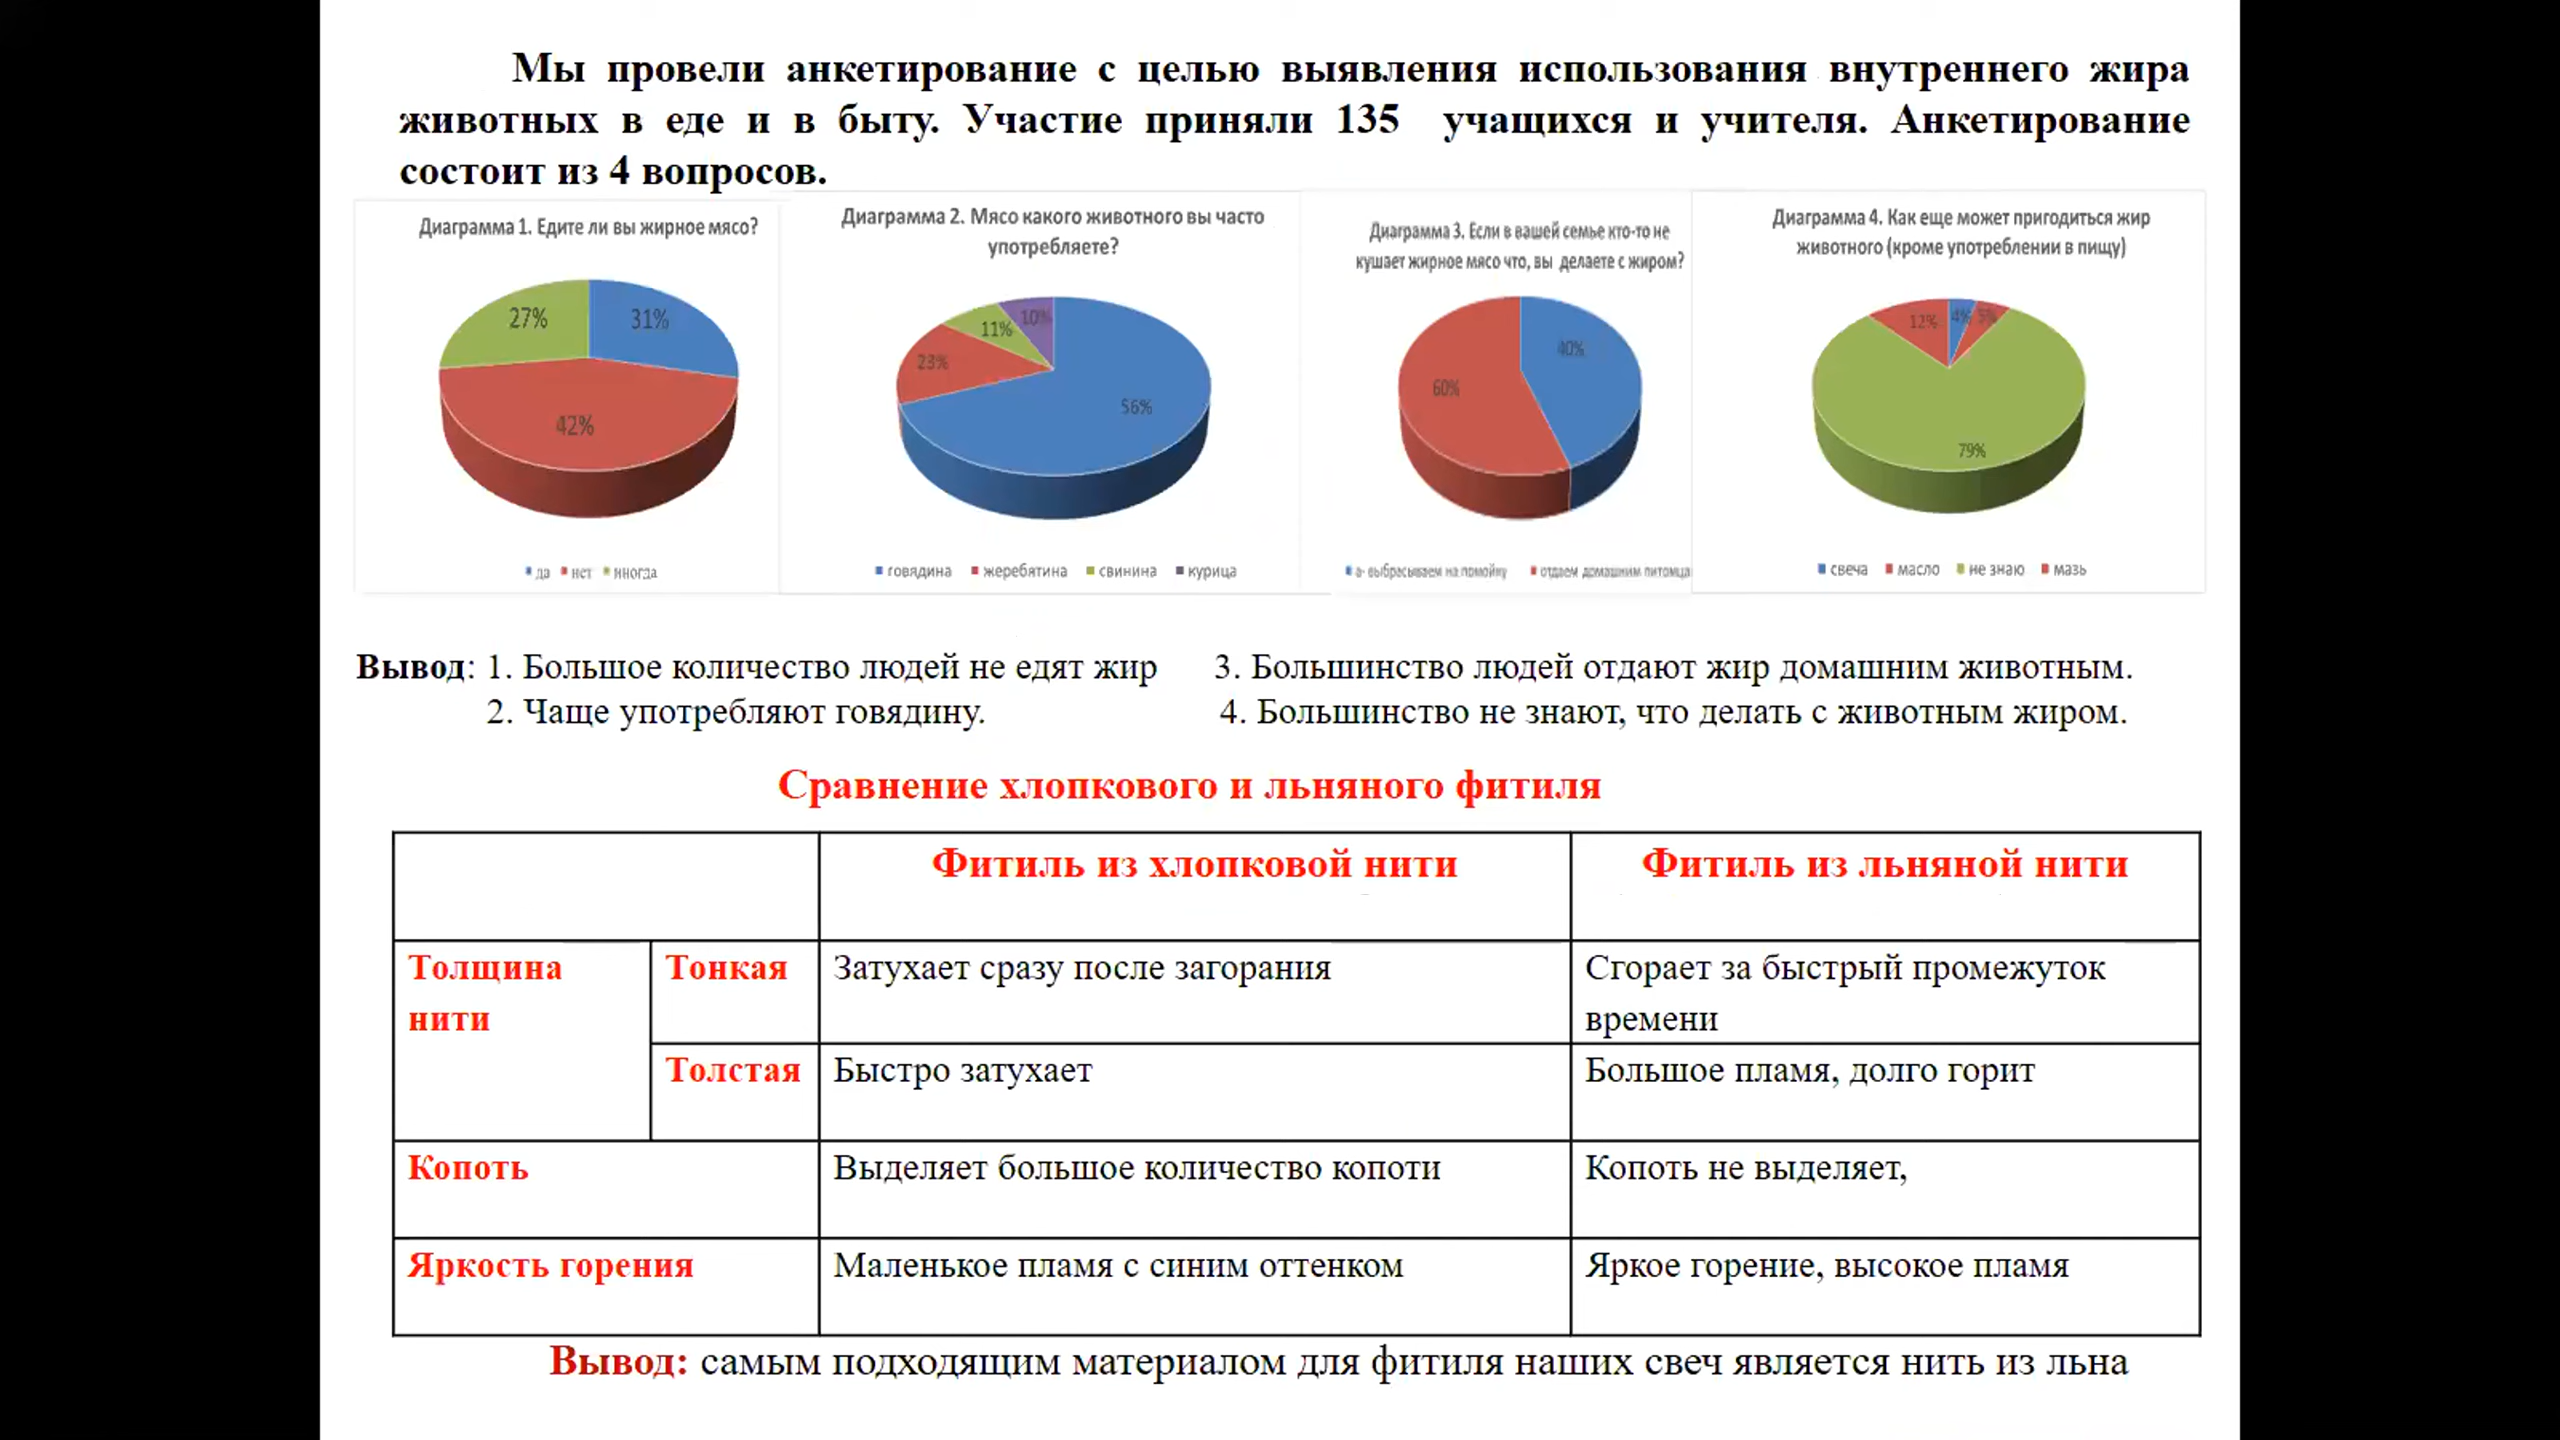 Мы провели анкетирование с целью выявления использования внутреннего жира
животных в еде и в быту. Участие приняли 135 учащихся и учителя. Анкетирование
состоит из 4 вопросов.
Диаграмма 1. Едите ли вы жирное мясо?
27%
31%
42%
да нет иногда
Диаграмма 2. Мясо какого животного вы часто
употребляете?
10%
11%
23%
56%
говядина жеребятина свинина курица
Диаграмма 3. Если в вашей семье кто-то не
кушает жирное мясо что, вы делаете с жиром?
40%
60%
а- выбрасываем на помойку отдаем домашним питомца
Диаграмма 4. Как еще может пригодиться жир
животного (кроме употреблении в пищу)
12% 4% 5%
79%
свеча масло не знаю мазь
Вывод: 1. Большое количество людей не едят жир
2. Чаще употребляют говядину.
3. Большинство людей отдают жир домашним животным.
4. Большинство не знают, что делать с животным жиром.
Сравнение хлопкового и льняного фитиля
Фитиль из хлопковой нити
Фитиль из льняной нити
Толщина
нити
Тонкая
Затухает сразу после загорания
Сгорает за быстрый промежуток
времени
Толстая
Быстро затухает
Большое пламя, долго горит
Копоть
Выделяет большое количество копоти
Копоть не выделяет,
Яркость горения
Маленькое пламя с синим оттенком
Яркое горение, высокое пламя
Вывод: самым подходящим материалом для фитиля наших свеч является нить из льна